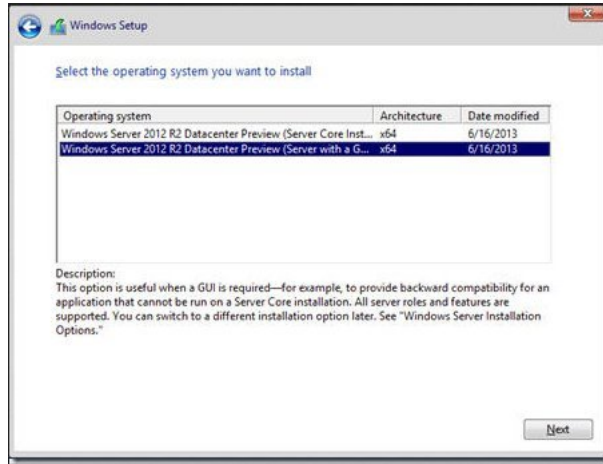 Windows Setup
Select the operating system you want to install
Operating system Architecture Date modified
Windows Server 2012 R2 Datacenter Preview (Server Core Inst... x64 6/16/2013
Windows Server 2012 R2 Datacenter Preview (Server with a G... x64 6/16/2013
Description:
This option is useful when a GUI is required—for example, to provide backward compatibility for an
application that cannot be run on a Server Core installation. All server roles and features are
supported. You can switch to a different installation option later. See "Windows Server Installation
Options."
Next